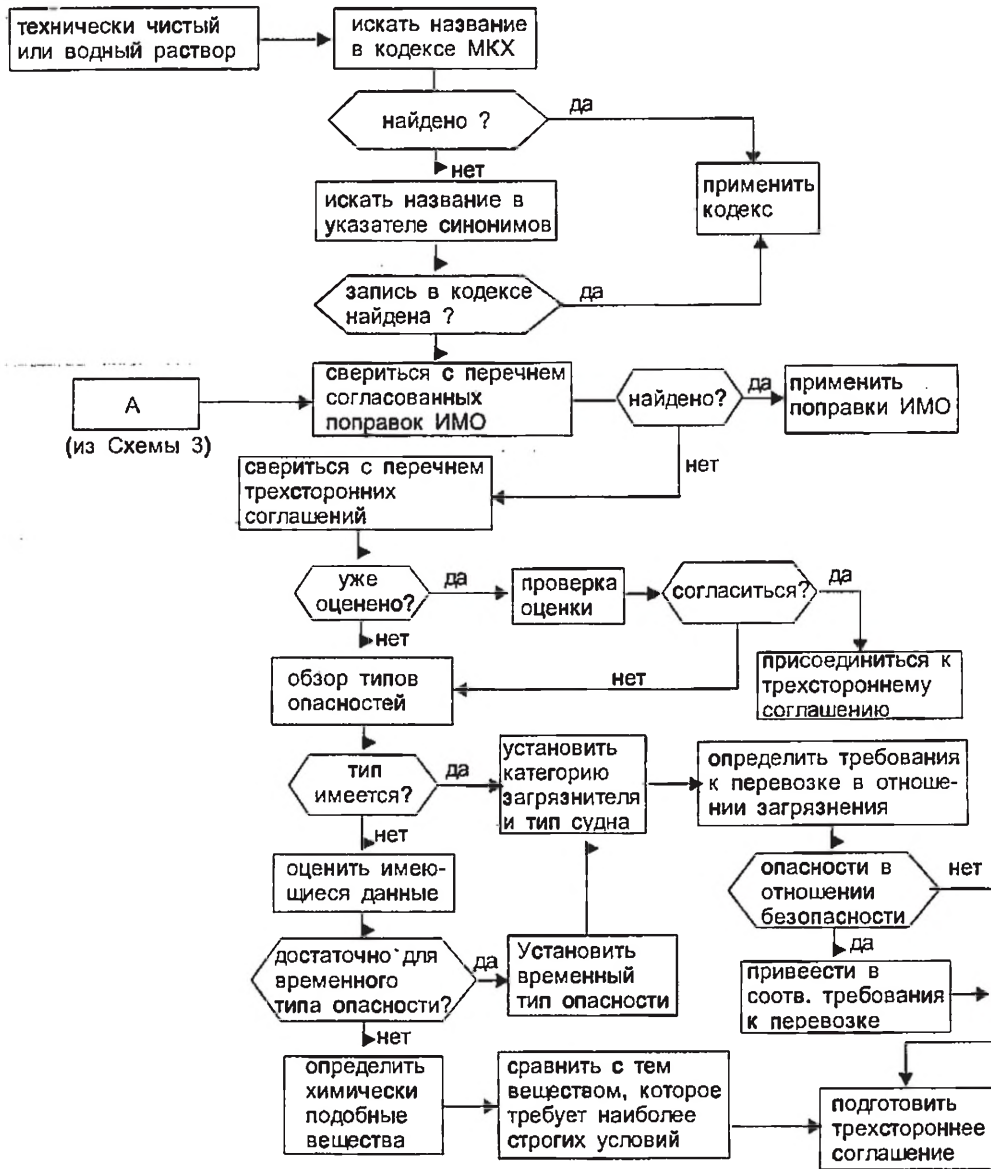 технически чистый
или водный раствор
искать название
в кодексе МКХ
найдено ?
да
нет
применить
кодекс
искать название в
указателе синонимов
запись в кодексе
найдена ?
да
A
(из Схемы 3)
свериться с перечнем
согласованных
поправок ИМО
найдено?
да
применить
поправки ИМО
нет
свериться с перечнем
трехсторонних
соглашений
уже
оценено?
да
проверка
оценки
согласиться?
да
нет
нет
присоединиться к
трехстороннему
соглашению
обзор типов
опасностей
тип
имеется?
да
установить
категорию
загрязнителя
и тип судна
определить требования
к перевозке в отноше-
нии загрязнения
нет
оценить имею-
щиеся данные
опасности в
отношении
безопасности
нет
да
достаточно для
временного
типа опасности?
да
Установить
временный
тип опасности
привеести в
соотв. требования
к перевозке
нет
определить
химически
подобные
вещества
сравнить с тем
веществом, которое
требует наиболее
строгих условий
подготовить
трехстороннее
соглашение